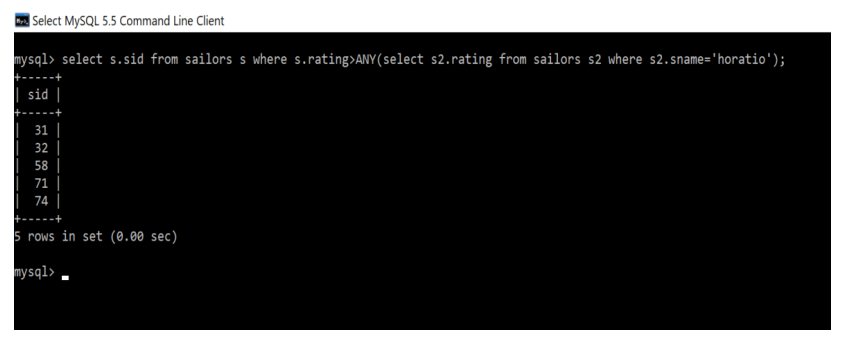 Select MySQL 5.5 Command Line Client
mysql> select s.sid from sailors s where s.rating>ANY(select s2.rating from sailors s2 where s2.sname='horatio');
+-----+
| sid |
+-----+
|  31 |
|  32 |
|  58 |
|  71 |
|  74 |
+-----+
5 rows in set (0.00 sec)
mysql>